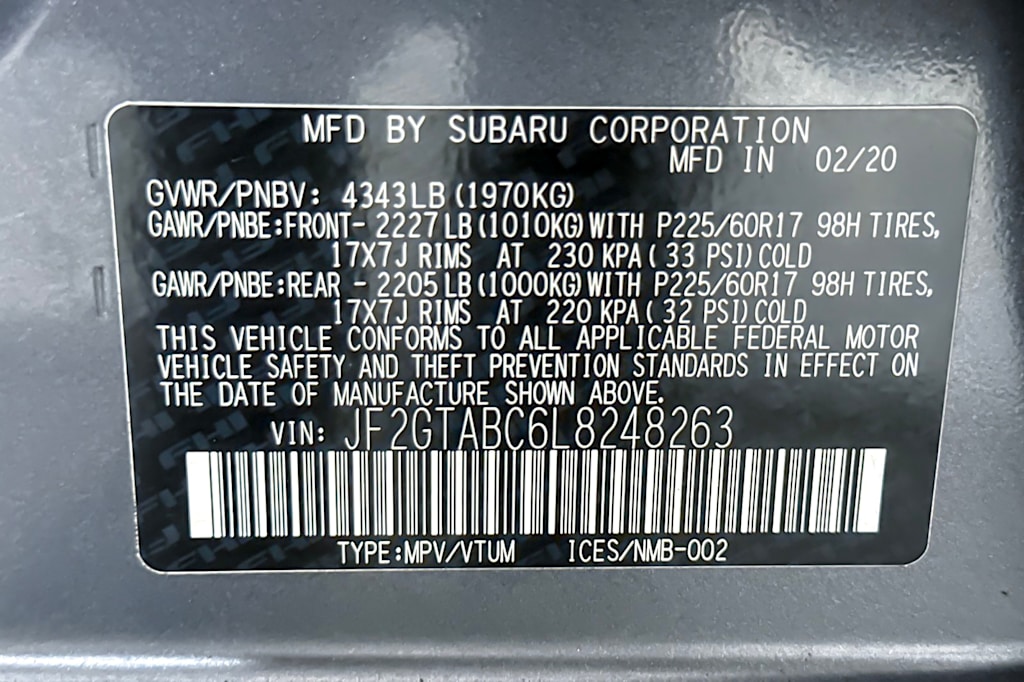 MFD BY SUBARU CORPORATION
MFD IN 02/20
GVWR/PNBV: 4343LB (1970KG)
GAWR/PNBE:FRONT- 2227 LB (1010KG) WITH P225/60R17 98H TIRES,
17X7J RIMS AT 230 KPA ( 33 PSI) COLD
GAWR/PNBE:REAR - 2205 LB (1000KG) WITH P225/60R17 98H TIRES,
17X7J RIMS AT 220 KPA ( 32 PSI) COLD
THIS VEHICLE CONFORMS TO ALL APPLICABLE FEDERAL MOTOR
VEHICLE SAFETY AND THEFT PREVENTION STANDARDS IN EFFECT ON
THE DATE OF MANUFACTURE SHOWN ABOVE.
VIN: JF2GTABC6L8248263
TYPE:MPV/VTUM ICES/NMB-002